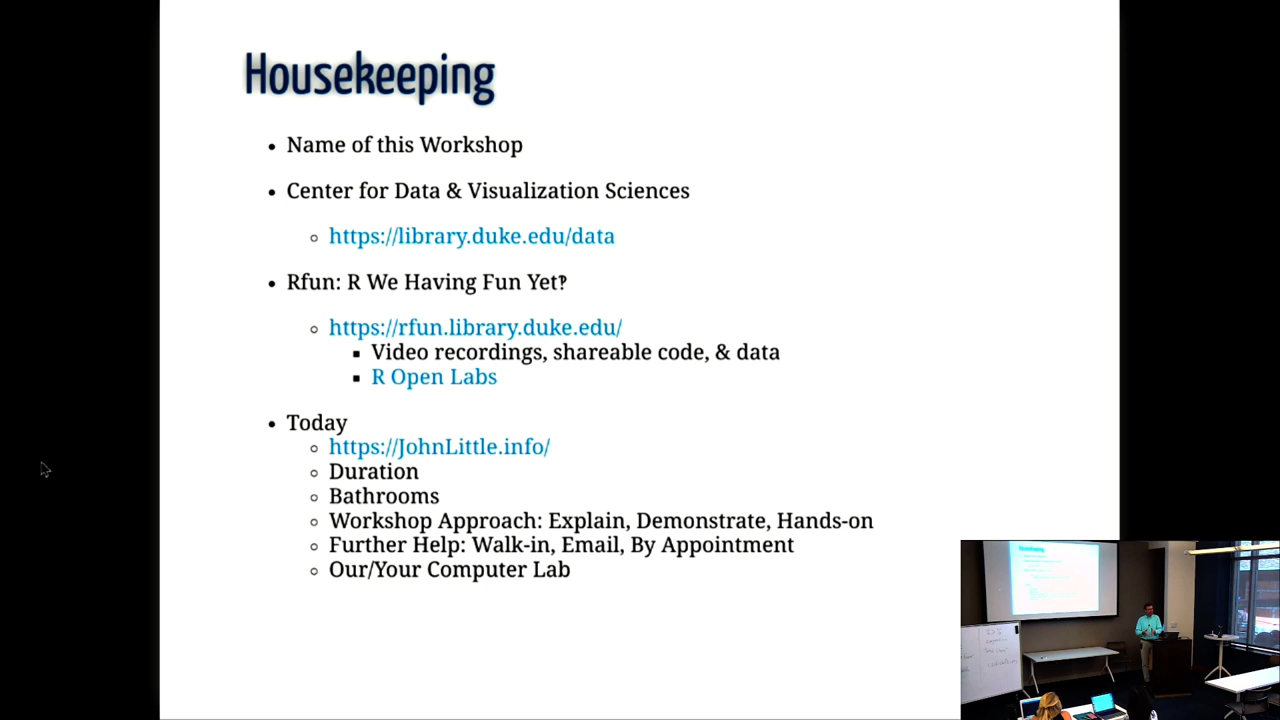 Housekeeping
• Name of this Workshop
• Center for Data & Visualization Sciences
◦ https://library.duke.edu/data
• Rfun: R We Having Fun Yet‽
◦ https://rfun.library.duke.edu/
▪ Video recordings, shareable code, & data
▪ R Open Labs
• Today
◦ https://JohnLittle.info/
◦ Duration
◦ Bathrooms
◦ Workshop Approach: Explain, Demonstrate, Hands-on
◦ Further Help: Walk-in, Email, By Appointment
◦ Our/Your Computer Lab
Housekeeping